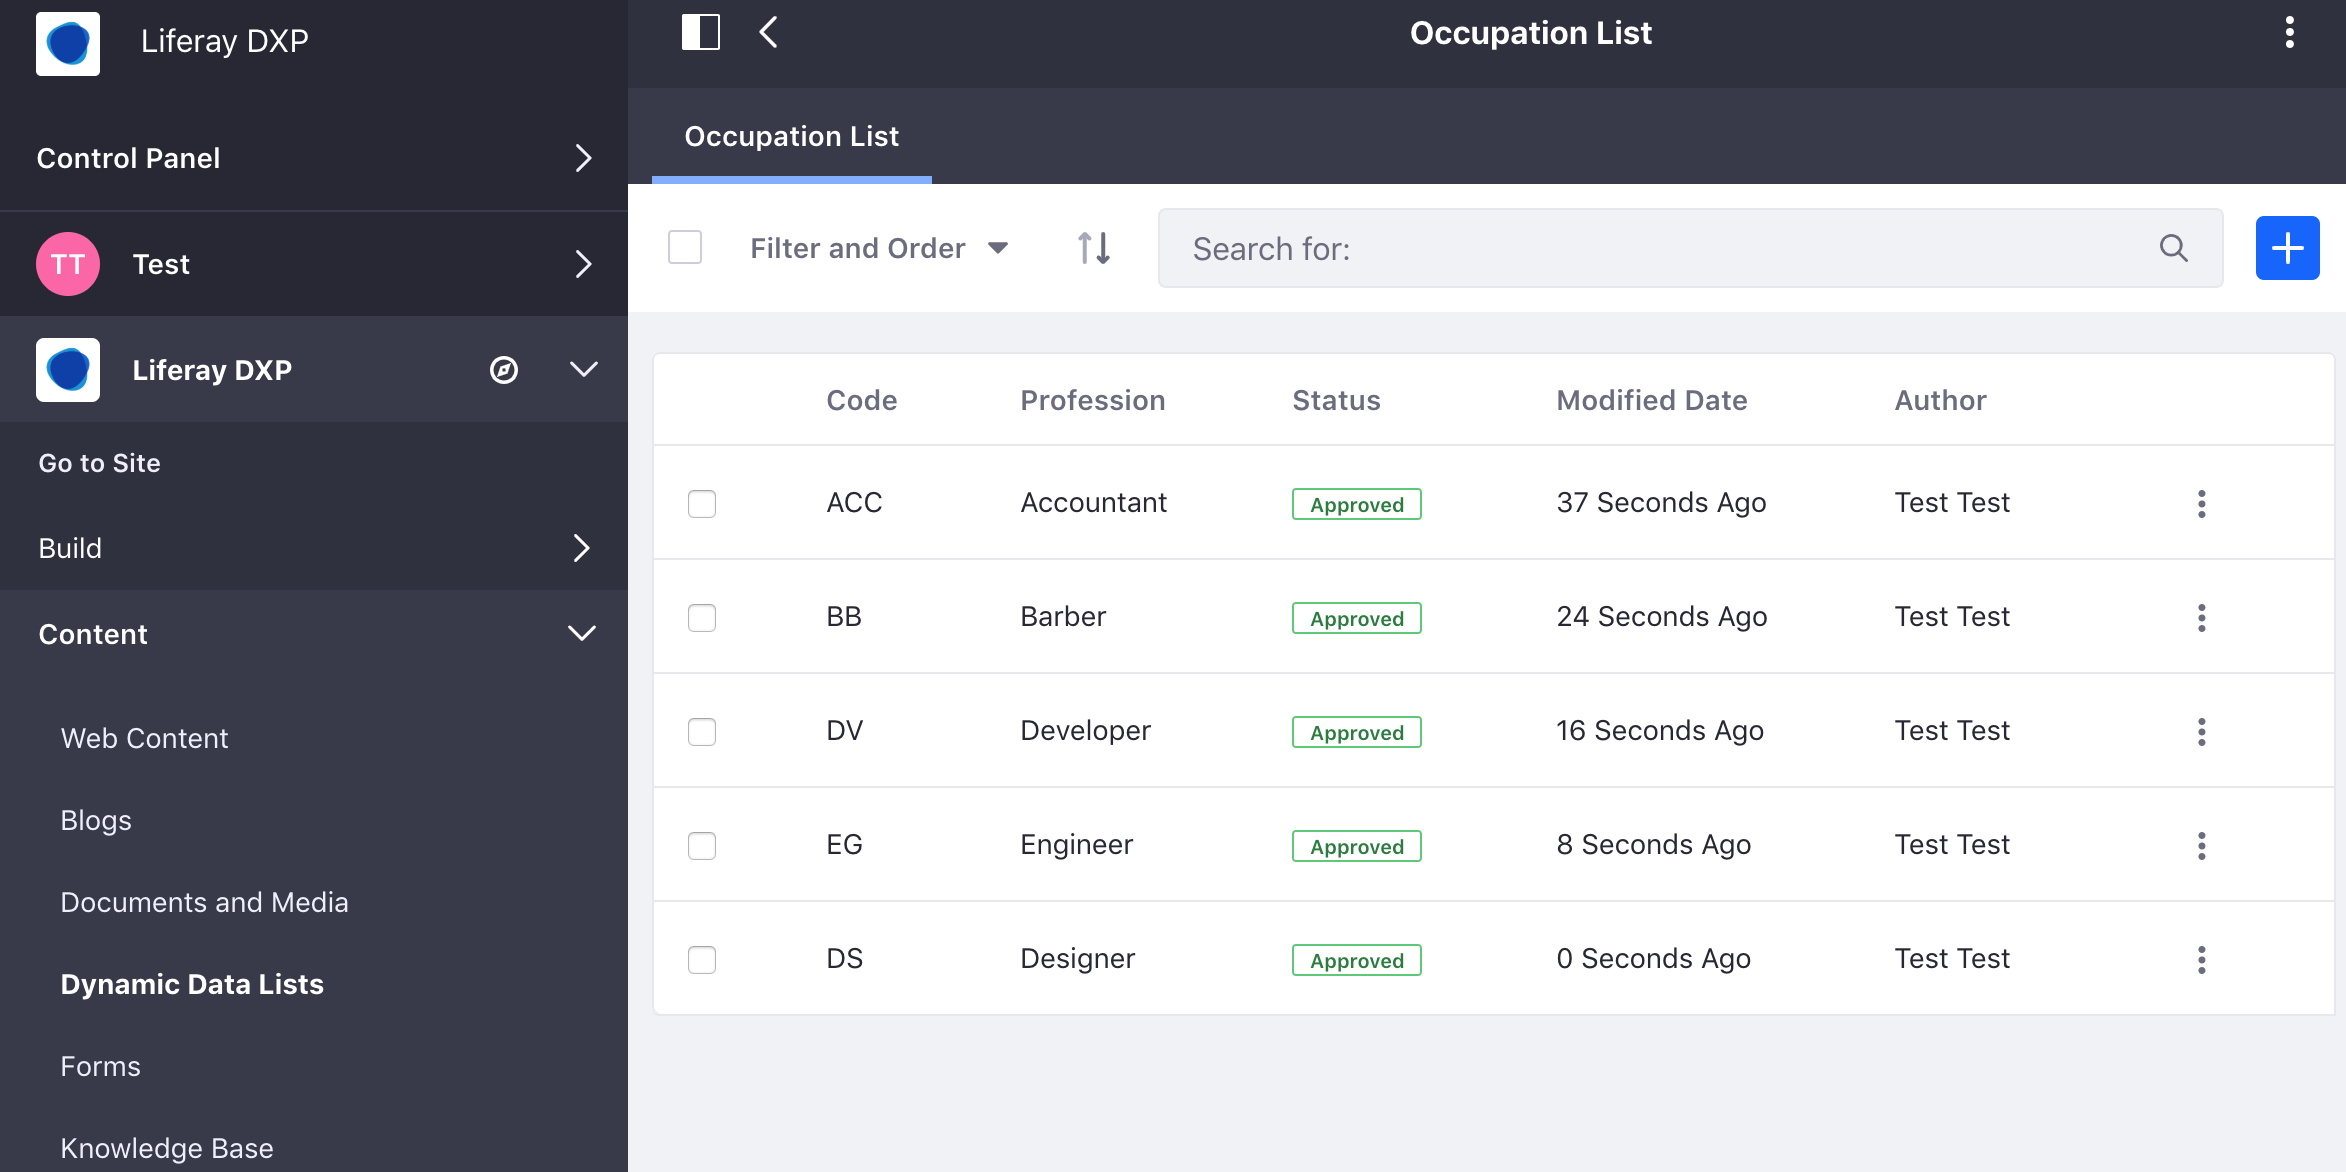 Liferay DXP
Control Panel
TT Test
Liferay DXP
Go to Site
Build
Content
Web Content
Blogs
Documents and Media
Dynamic Data Lists
Forms
Knowledge Base
Occupation List
Occupation List
Filter and Order
Search for:
Code Profession Status Modified Date Author
ACC Accountant Approved 37 Seconds Ago Test Test
BB Barber Approved 24 Seconds Ago Test Test
DV Developer Approved 16 Seconds Ago Test Test
EG Engineer Approved 8 Seconds Ago Test Test
DS Designer Approved 0 Seconds Ago Test Test